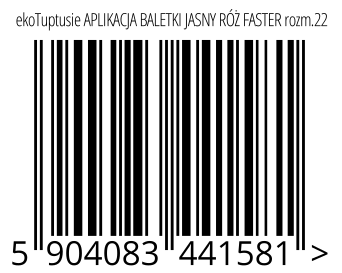 ekoTuptusie APLIKACJA BALETKI JASNY RÓŻ FASTER rozm.22
5 904083 441581 >